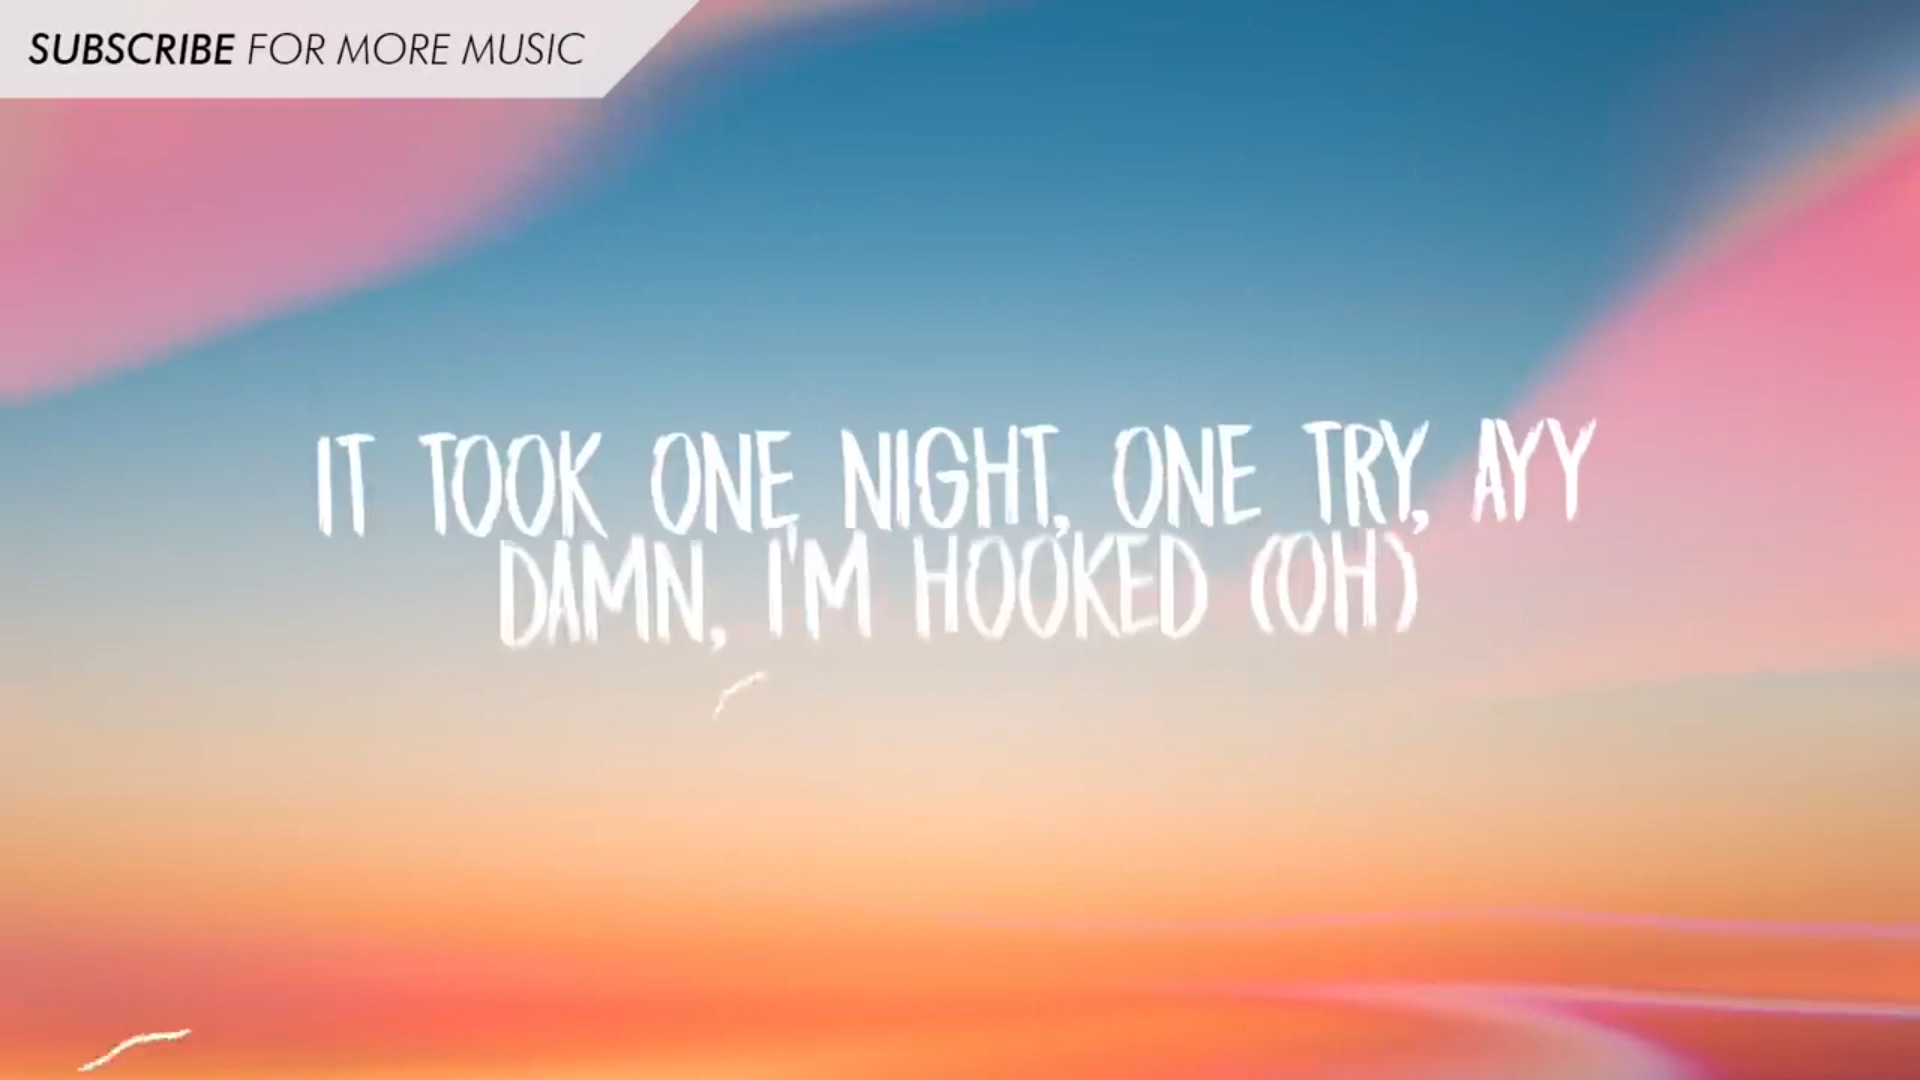 SUBSCRIBE FOR MORE MUSIC
IT TOOK ONE NIGHT, ONE TRY, AYY
DAMN, I'M HOOKED (OH)